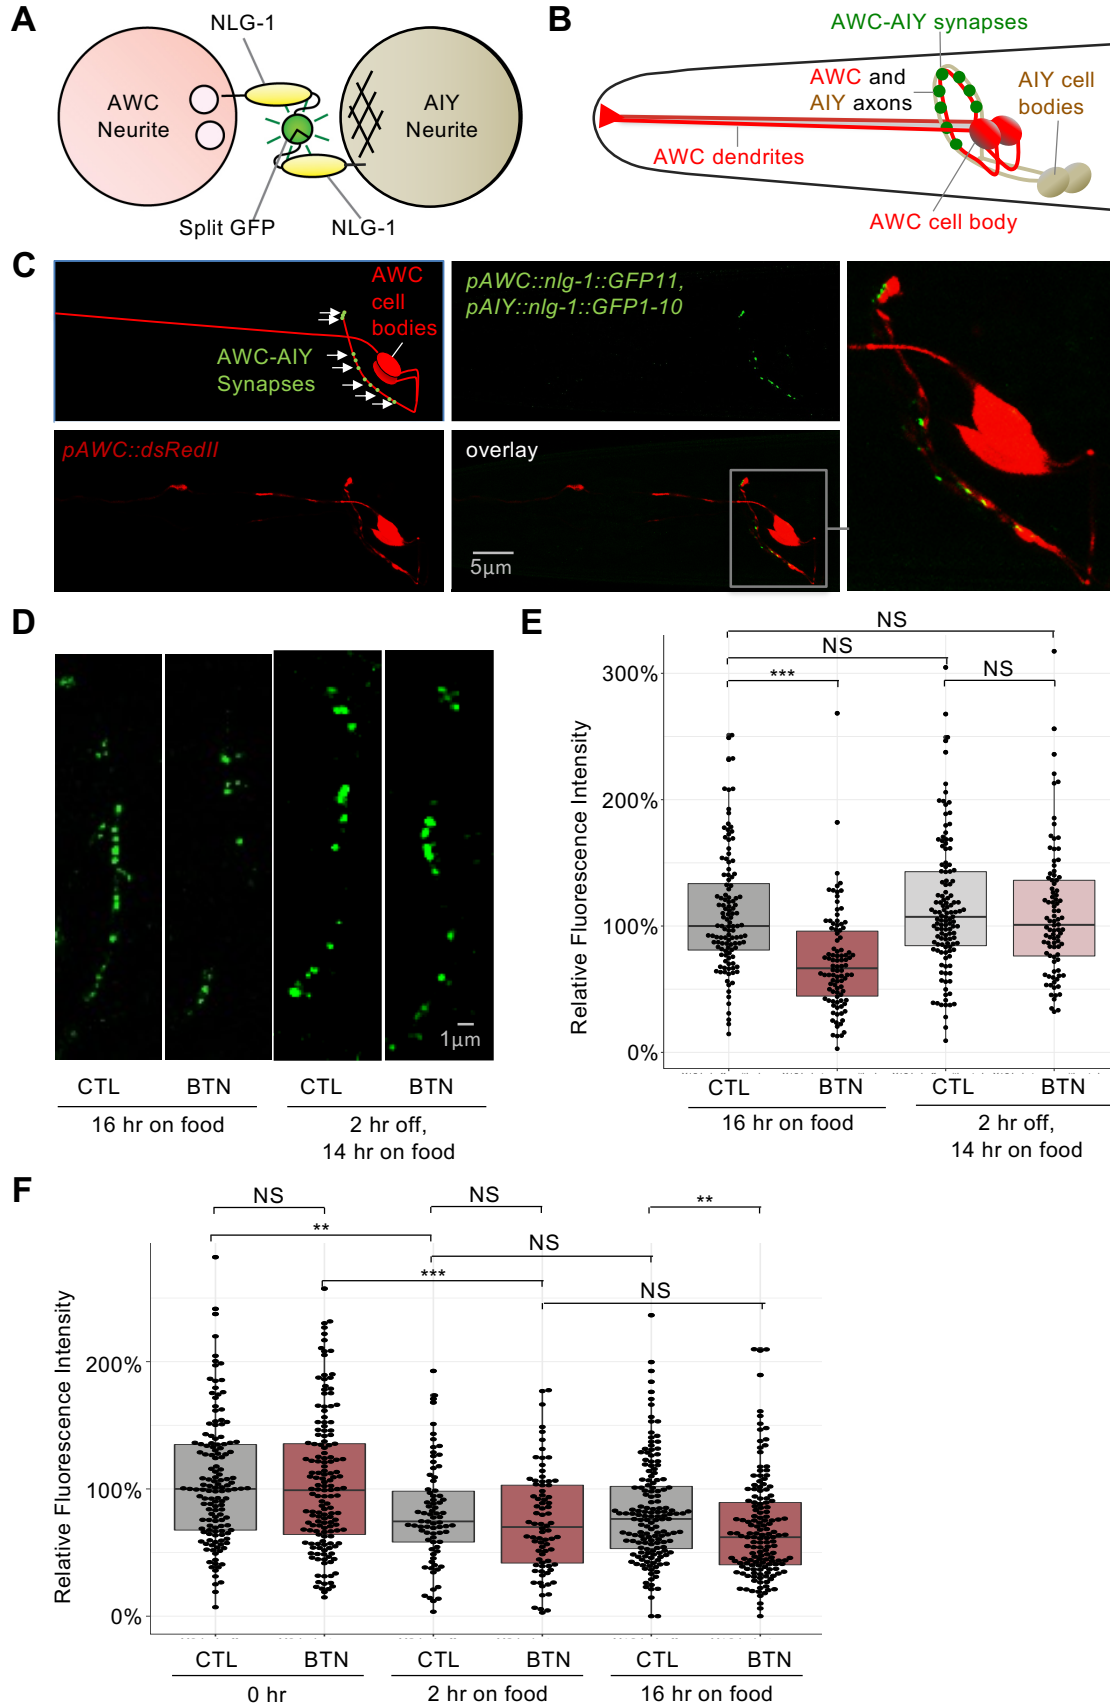 A
NLG-1
AWC
Neurite
AIY
Neurite
Split GFP
NLG-1
B
AWC-AIY synapses
AWC and
AIY axons
AIY cell
bodies
AWC dendrites
AWC cell body
C
AWC
cell
bodies
AWC-AIY
Synapses
pAWC::nlg-1::GFP11,
pAIY::nlg-1::GFP1-10
pAWC::dsRedII
overlay
5µm
D
1µm
CTL BTN CTL BTN
16 hr on food
2 hr off,
14 hr on food
E
NS
NS
*** NS
Relative Fluorescence Intensity
300%
200%
100%
0%
CTL BTN CTL BTN
16 hr on food
2 hr off,
14 hr on food
F
NS NS **
**
NS
***
NS
Relative Fluorescence Intensity
200%
100%
0%
CTL BTN CTL BTN CTL BTN
0 hr 2 hr on food 16 hr on food